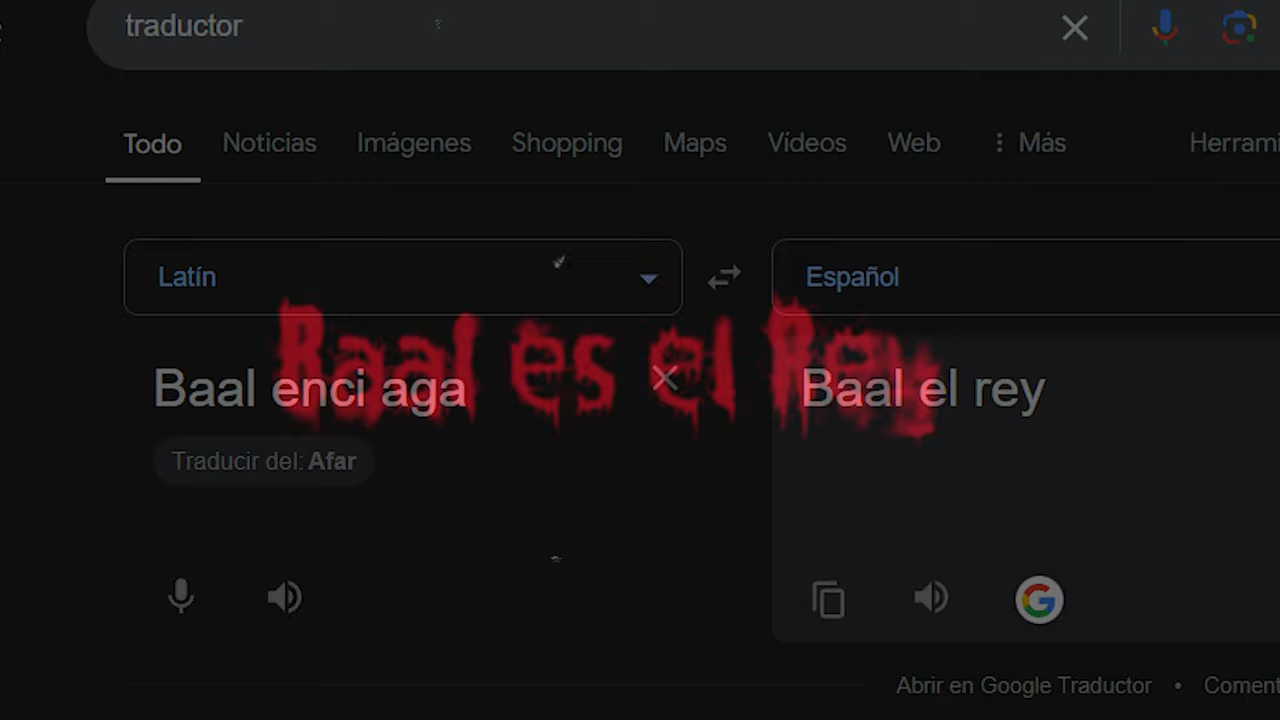 traductor
Todo Noticias Imágenes Shopping Maps Vídeos Web Más
Latín Español
Baal es el Rey
Baal enci aga Baal el rey
Traducir del: Afar
Abrir en Google Traductor •